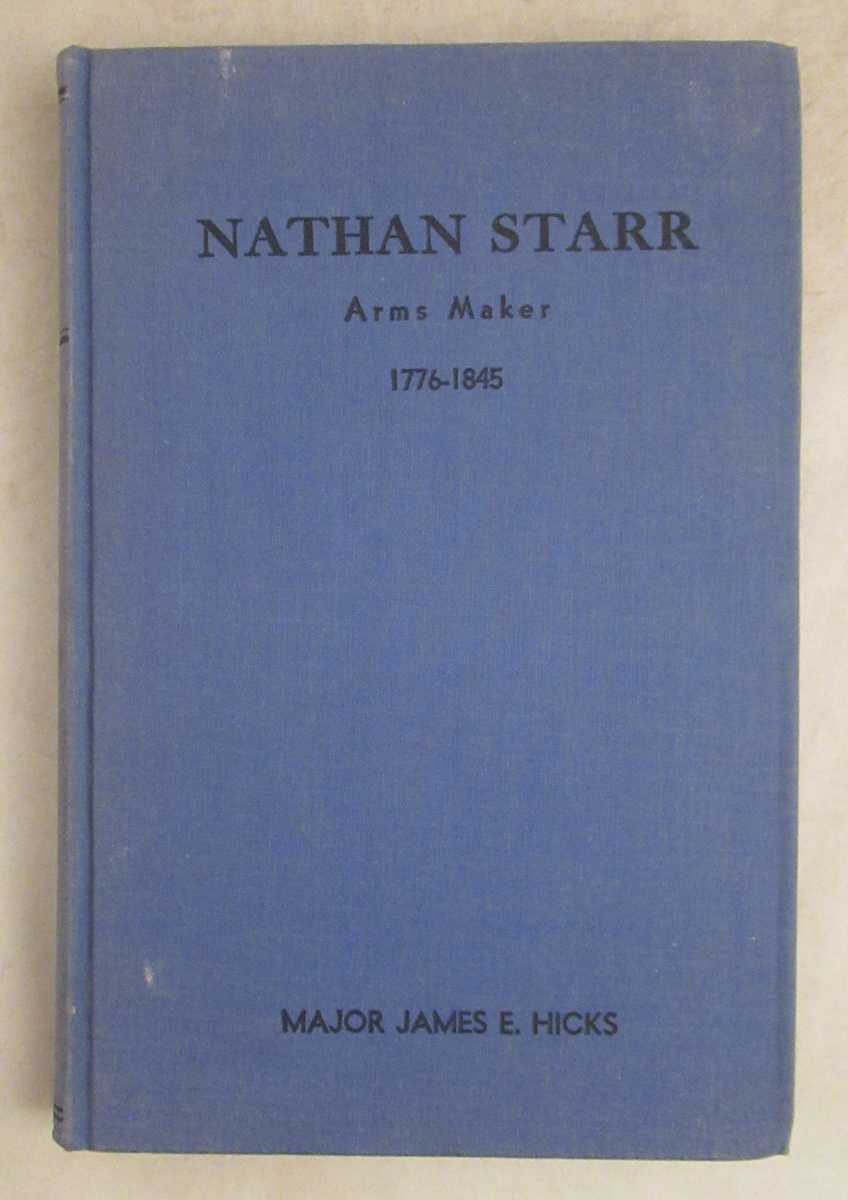 NATHAN STARR
Arms Maker
1776-1845
MAJOR JAMES E. HICKS